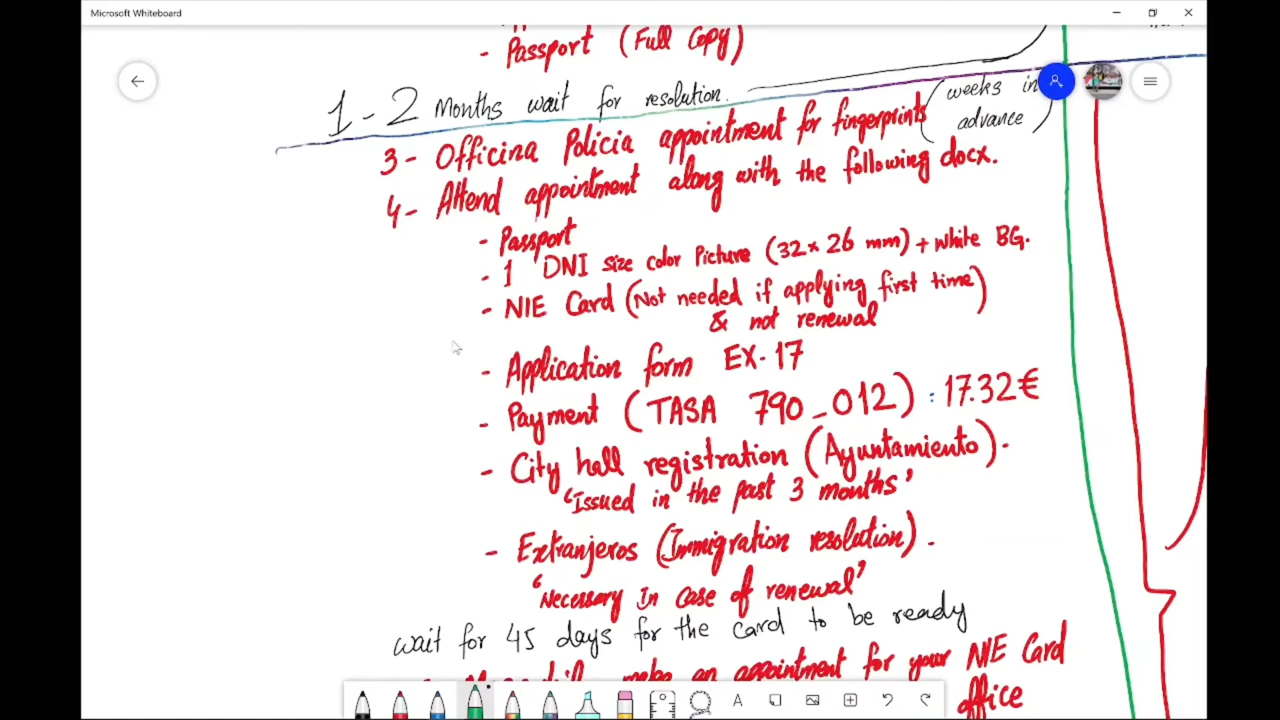 Microsoft Whiteboard
- Passport (Full Copy)
1-2 Months wait for resolution.
(weeks in advance)
3- Officina Policia appointment for fingerprints
4- Attend appointment along with the following docx.
- Passport
- 1 DNI size color Picture (32 x 26 mm) + White BG.
- NIE Card (Not needed if applying first time)
& not renewal
- Application form EX-17
- Payment (TASA 790_012) : 17.32€
- City hall registration (Ayuntamiento).
"Issued in the past 3 months"
- Extranjeros (Immigration resolution).
"Necessary In case of renewal"
wait for 45 days for the card to be ready
make an appointment for your NIE Card
office